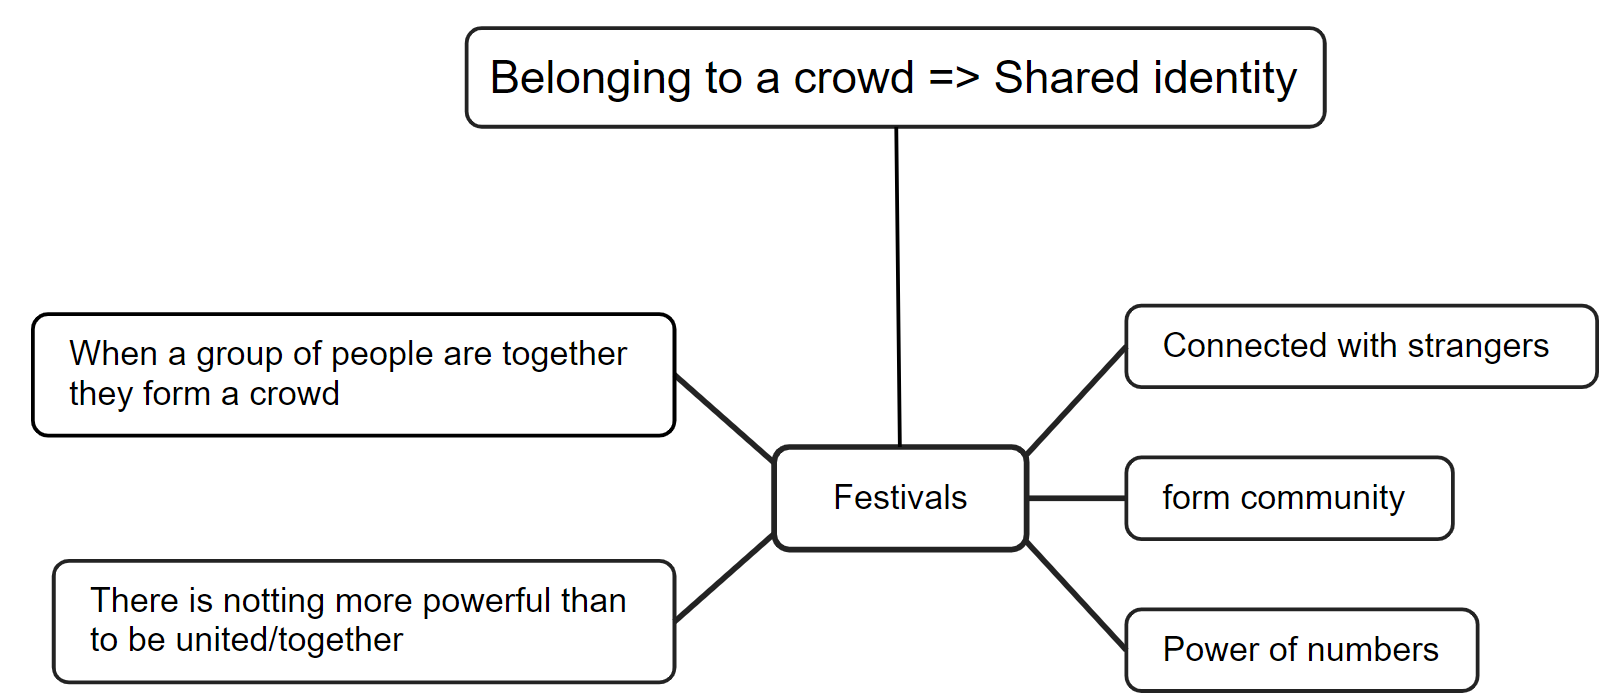 Belonging to a crowd => Shared identity
When a group of people are together
they form a crowd
Connected with strangers
Festivals
form community
There is notting more powerful than
to be united/together
Power of numbers